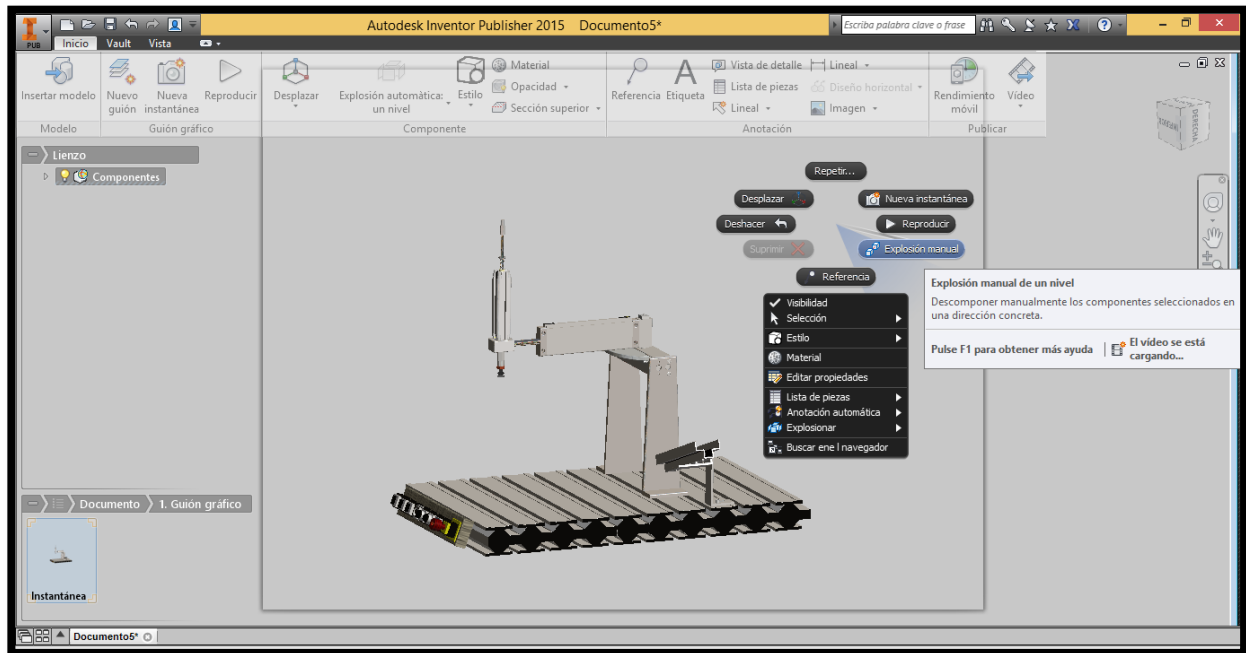 PUB
Autodesk Inventor Publisher 2015 Documento5*
Escriba palabra clave o frase
Inicio Vault Vista
Insertar modelo
Nuevo guión
Nueva instantánea
Reproducir
Desplazar
Explosión automática: un nivel
Estilo
Material
Opacidad
Sección superior
Referencia
Etiqueta
Vista de detalle
Lista de piezas
Lineal
Lineal
Diseño horizontal
Imagen
Rendimiento móvil
Vídeo
Modelo
Guión gráfico
Componente
Anotación
Publicar
DERECHA
Lienzo
Componentes
Repetir...
Desplazar
Nueva instantánea
Deshacer
Reproducir
Suprimir
Explosión manual
Referencia
Explosión manual de un nivel
Descomponer manualmente los componentes seleccionados en
una dirección concreta.
Pulse F1 para obtener más ayuda
El vídeo se está
cargando...
Visibilidad
Selección
Estilo
Material
Editar propiedades
Lista de piezas
Anotación automática
Explosionar
Buscar ene l navegador
Documento 1. Guión gráfico
Instantánea
Documento5*